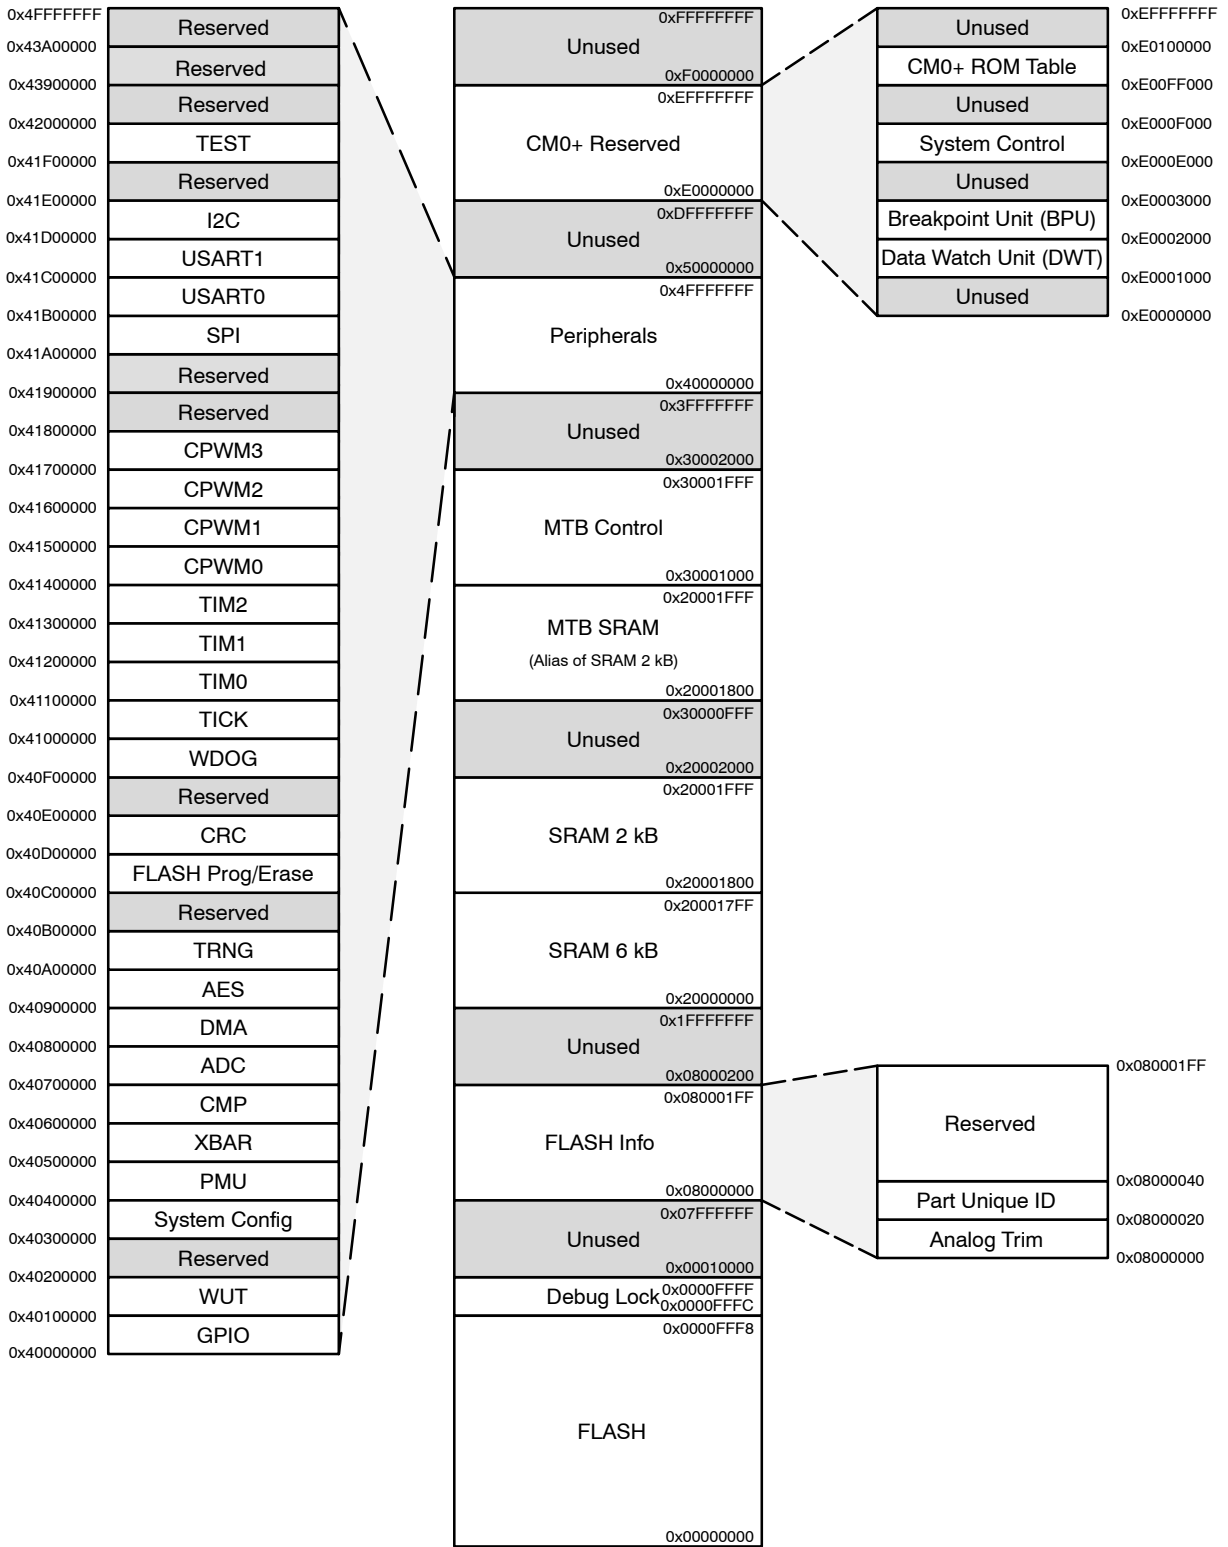 0x4FFFFFFF
Reserved
0x43A00000
Reserved
0x43900000
Reserved
0x42000000
TEST
0x41F00000
Reserved
0x41E00000
I2C
0x41D00000
USART1
0x41C00000
USART0
0x41B00000
SPI
0x41A00000
Reserved
0x41900000
Reserved
0x41800000
CPWM3
0x41700000
CPWM2
0x41600000
CPWM1
0x41500000
CPWM0
0x41400000
TIM2
0x41300000
TIM1
0x41200000
TIM0
0x41100000
TICK
0x41000000
WDOG
0x40F00000
Reserved
0x40E00000
CRC
0x40D00000
FLASH Prog/Erase
0x40C00000
Reserved
0x40B00000
TRNG
0x40A00000
AES
0x40900000
DMA
0x40800000
ADC
0x40700000
CMP
0x40600000
XBAR
0x40500000
PMU
0x40400000
System Config
0x40300000
Reserved
0x40200000
WUT
0x40100000
GPIO
0x40000000
0xFFFFFFFF
Unused
0xF0000000
0xEFFFFFFF
CM0+ Reserved
0xE0000000
0xDFFFFFFF
Unused
0x50000000
0x4FFFFFFF
Peripherals
0x40000000
0x3FFFFFFF
Unused
0x30002000
0x30001FFF
MTB Control
0x30001000
0x20001FFF
MTB SRAM
(Alias of SRAM 2 kB)
0x20001800
0x30000FFF
Unused
0x20002000
0x20001FFF
SRAM 2 kB
0x20001800
0x200017FF
SRAM 6 kB
0x20000000
0x1FFFFFFF
Unused
0x08000200
0x080001FF
FLASH Info
0x08000000
0x07FFFFFF
Unused
0x00010000
0x0000FFFF
Debug Lock
0x0000FFFC
0x0000FFF8
FLASH
0x00000000
0xEFFFFFFF
Unused
0xE0100000
CM0+ ROM Table
0xE00FF000
Unused
0xE000F000
System Control
0xE000E000
Unused
0xE0003000
Breakpoint Unit (BPU)
0xE0002000
Data Watch Unit (DWT)
0xE0001000
Unused
0xE0000000
0x080001FF
Reserved
0x08000040
Part Unique ID
0x08000020
Analog Trim
0x08000000